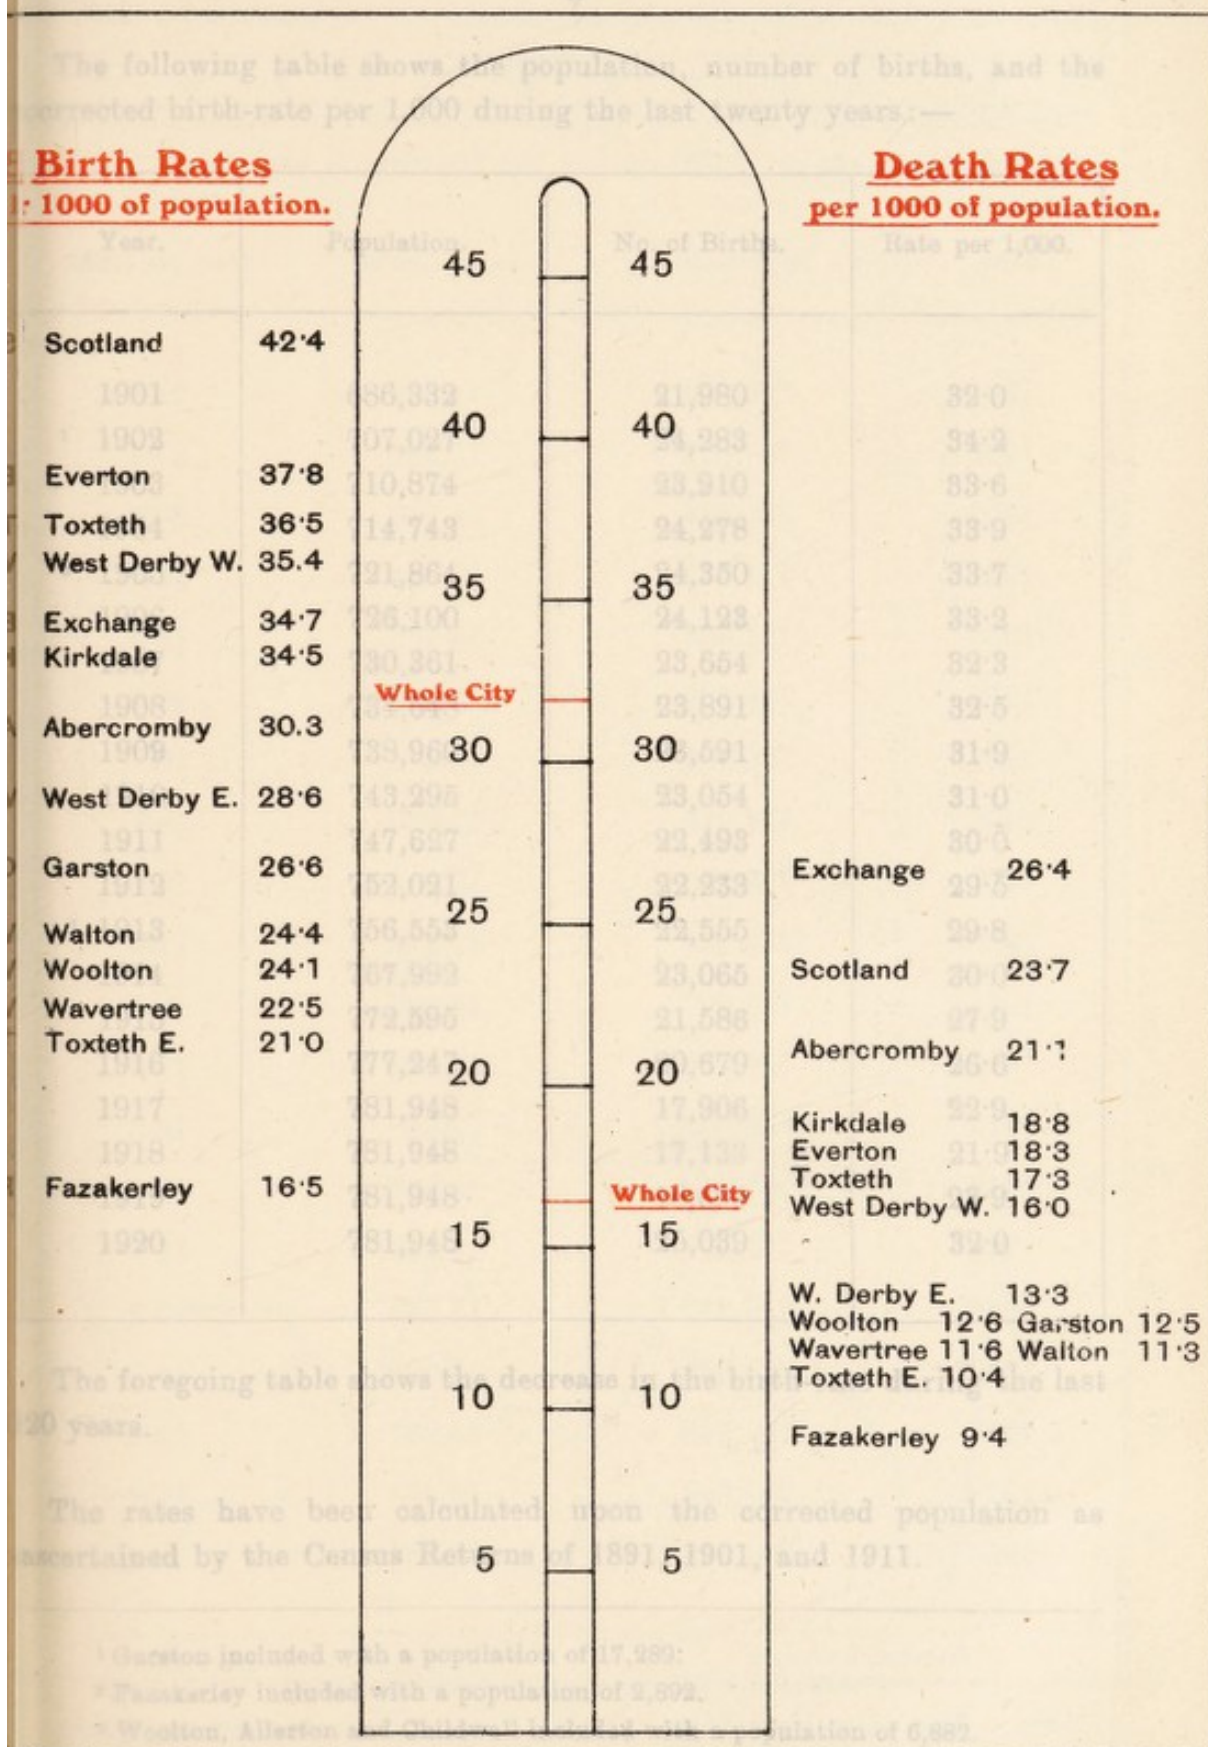 Birth Rates
1000 of population.
Death Rates
per 1000 of population.
45 45
Scotland 42·4
40 40
Everton 37·8
Toxteth 36·5
West Derby W. 35.4
35 35
Exchange 34·7
Kirkdale 34·5
Whole City
Abercromby 30.3
30 30
West Derby E. 28·6
Garston 26·6
Exchange 26·4
25 25
Walton 24·4
Woolton 24·1
Scotland 23·7
Wavertree 22·5
Toxteth E. 21·0
Abercromby 21·1
20 20
Kirkdale 18·8
Everton 18·3
Toxteth 17·3
Fazakerley 16·5
Whole City
West Derby W. 16·0
15 15
W. Derby E. 13·3
Woolton 12·6 Garston 12·5
Wavertree 11·6 Walton 11·3
Toxteth E. 10·4
10 10
Fazakerley 9·4
5 5